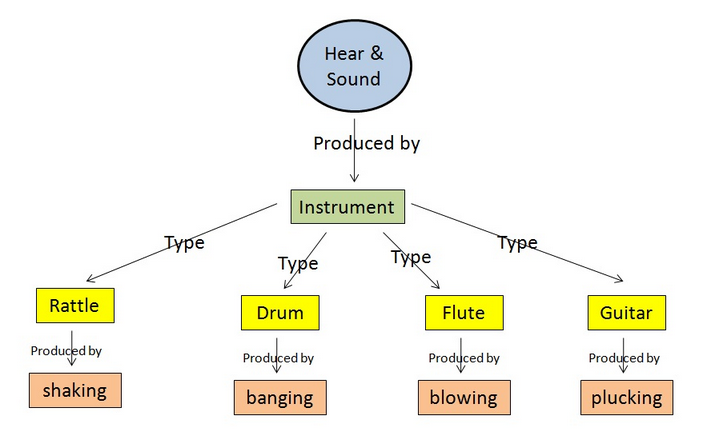 Hear &
Sound
Produced by
Instrument
Type
Type
Type
Type
Rattle
Drum
Flute
Guitar
Produced by
Produced by
Produced by
Produced by
shaking
banging
blowing
plucking